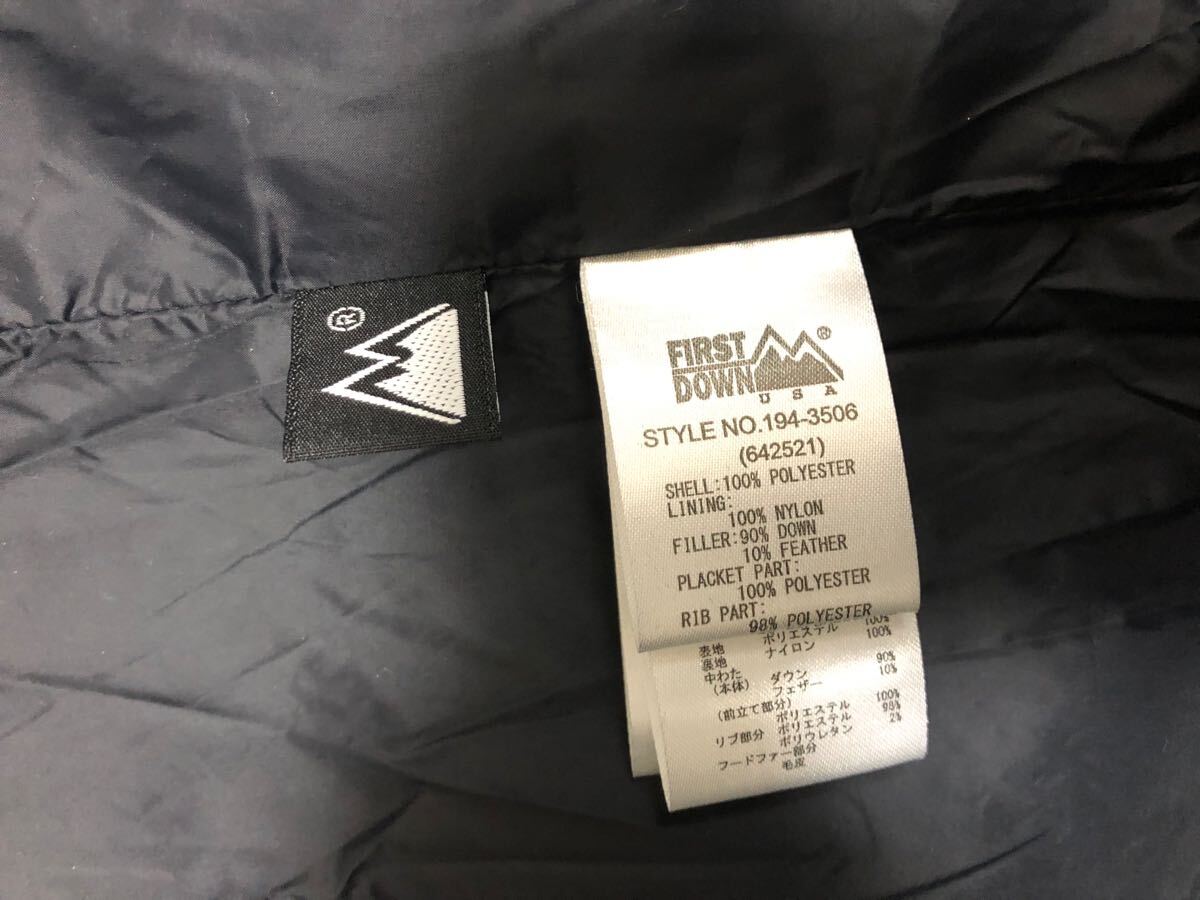 ®
FIRST
DOWN
®
USA
STYLE NO.194-3506
(642521)
SHELL:100% POLYESTER
LINING:
100% NYLON
FILLER:90% DOWN
10% FEATHER
PLACKET PART:
100% POLYESTER
RIB PART:
98% POLYESTER
表地 ポリエステル 100%
裏地 ナイロン 100%
中わた
(本体) ダウン 90%
フェザー 10%
(前立て部分)
ポリエステル 100%
リブ部分 ポリエステル 98%
ポリウレタン 2%
フードファー部分
毛皮